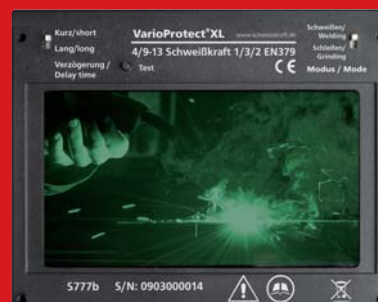 Kurz/short
Lang/long
Verzögerung /
Delay time
VarioProtect®XL www.schweisskraft.de
4/9-13 Schweißkraft 1/3/2 EN379
Test
CE
Schweißen/
Welding
Schleifen/
Grinding
Modus / Mode
S777b S/N: 0903000014